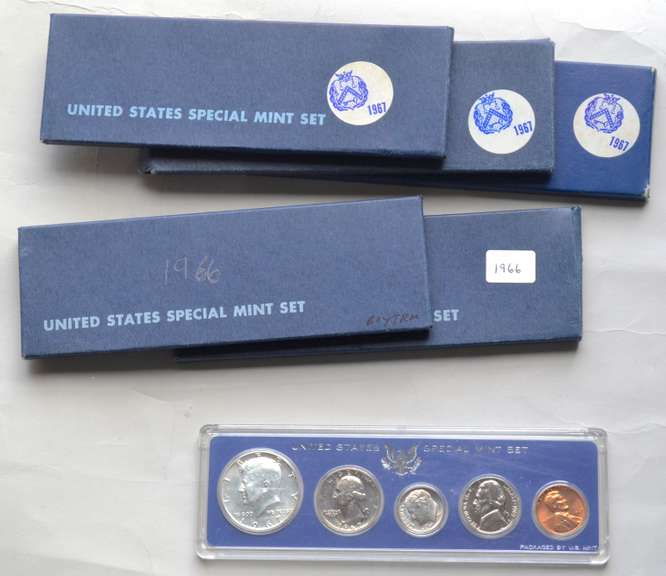 UNITED STATES SPECIAL MINT SET
1967
1967
1967
1966
UNITED STATES SPECIAL MINT SET
1966
SET
UNITED STATES SPECIAL MINT SET
1967
PACKAGED BY U.S. MINT